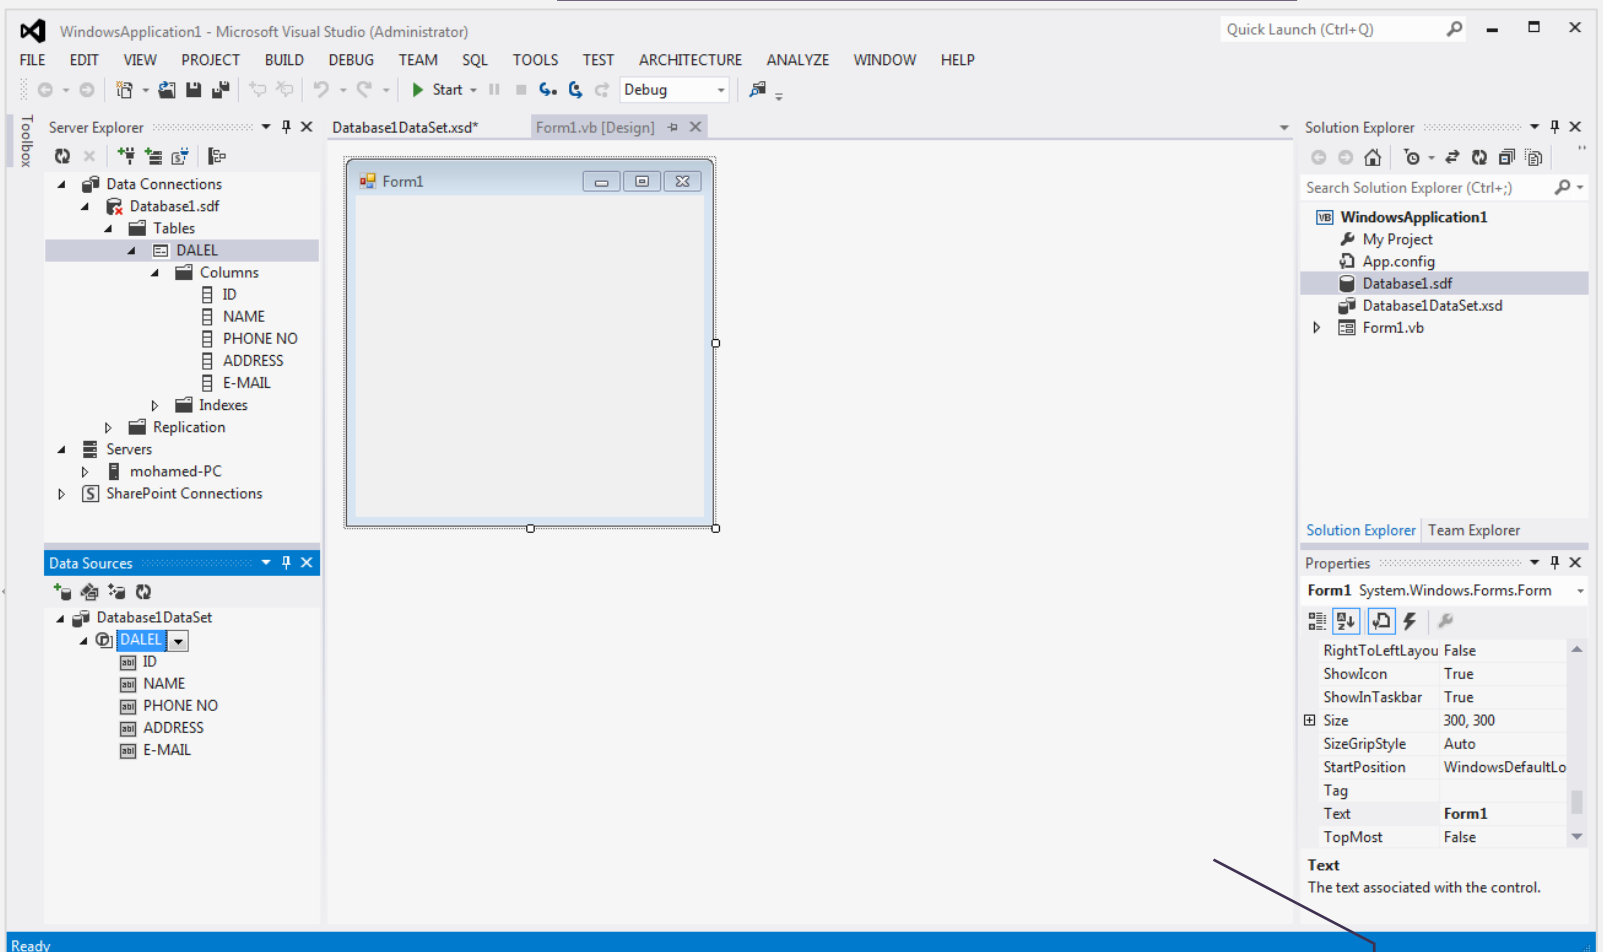 WindowsApplication1 - Microsoft Visual Studio (Administrator)
Quick Launch (Ctrl+Q)
FILE EDIT VIEW PROJECT BUILD DEBUG TEAM SQL TOOLS TEST ARCHITECTURE ANALYZE WINDOW HELP
Start Debug
Toolbox
Server Explorer
Data Connections
Database1.sdf
Tables
DALEL
Columns
ID
NAME
PHONE NO
ADDRESS
E-MAIL
Indexes
Replication
Servers
mohamed-PC
SharePoint Connections
Data Sources
Database1DataSet
DALEL
ID
NAME
PHONE NO
ADDRESS
E-MAIL
Database1DataSet.xsd* Form1.vb [Design]
Form1
Solution Explorer
Search Solution Explorer (Ctrl+;)
WindowsApplication1
My Project
App.config
Database1.sdf
Database1DataSet.xsd
Form1.vb
Solution Explorer Team Explorer
Properties
Form1 System.Windows.Forms.Form
RightToLeftLayou False
ShowIcon True
ShowInTaskbar True
Size 300, 300
SizeGripStyle Auto
StartPosition WindowsDefaultLo
Tag
Text Form1
TopMost False
Text
The text associated with the control.
Ready